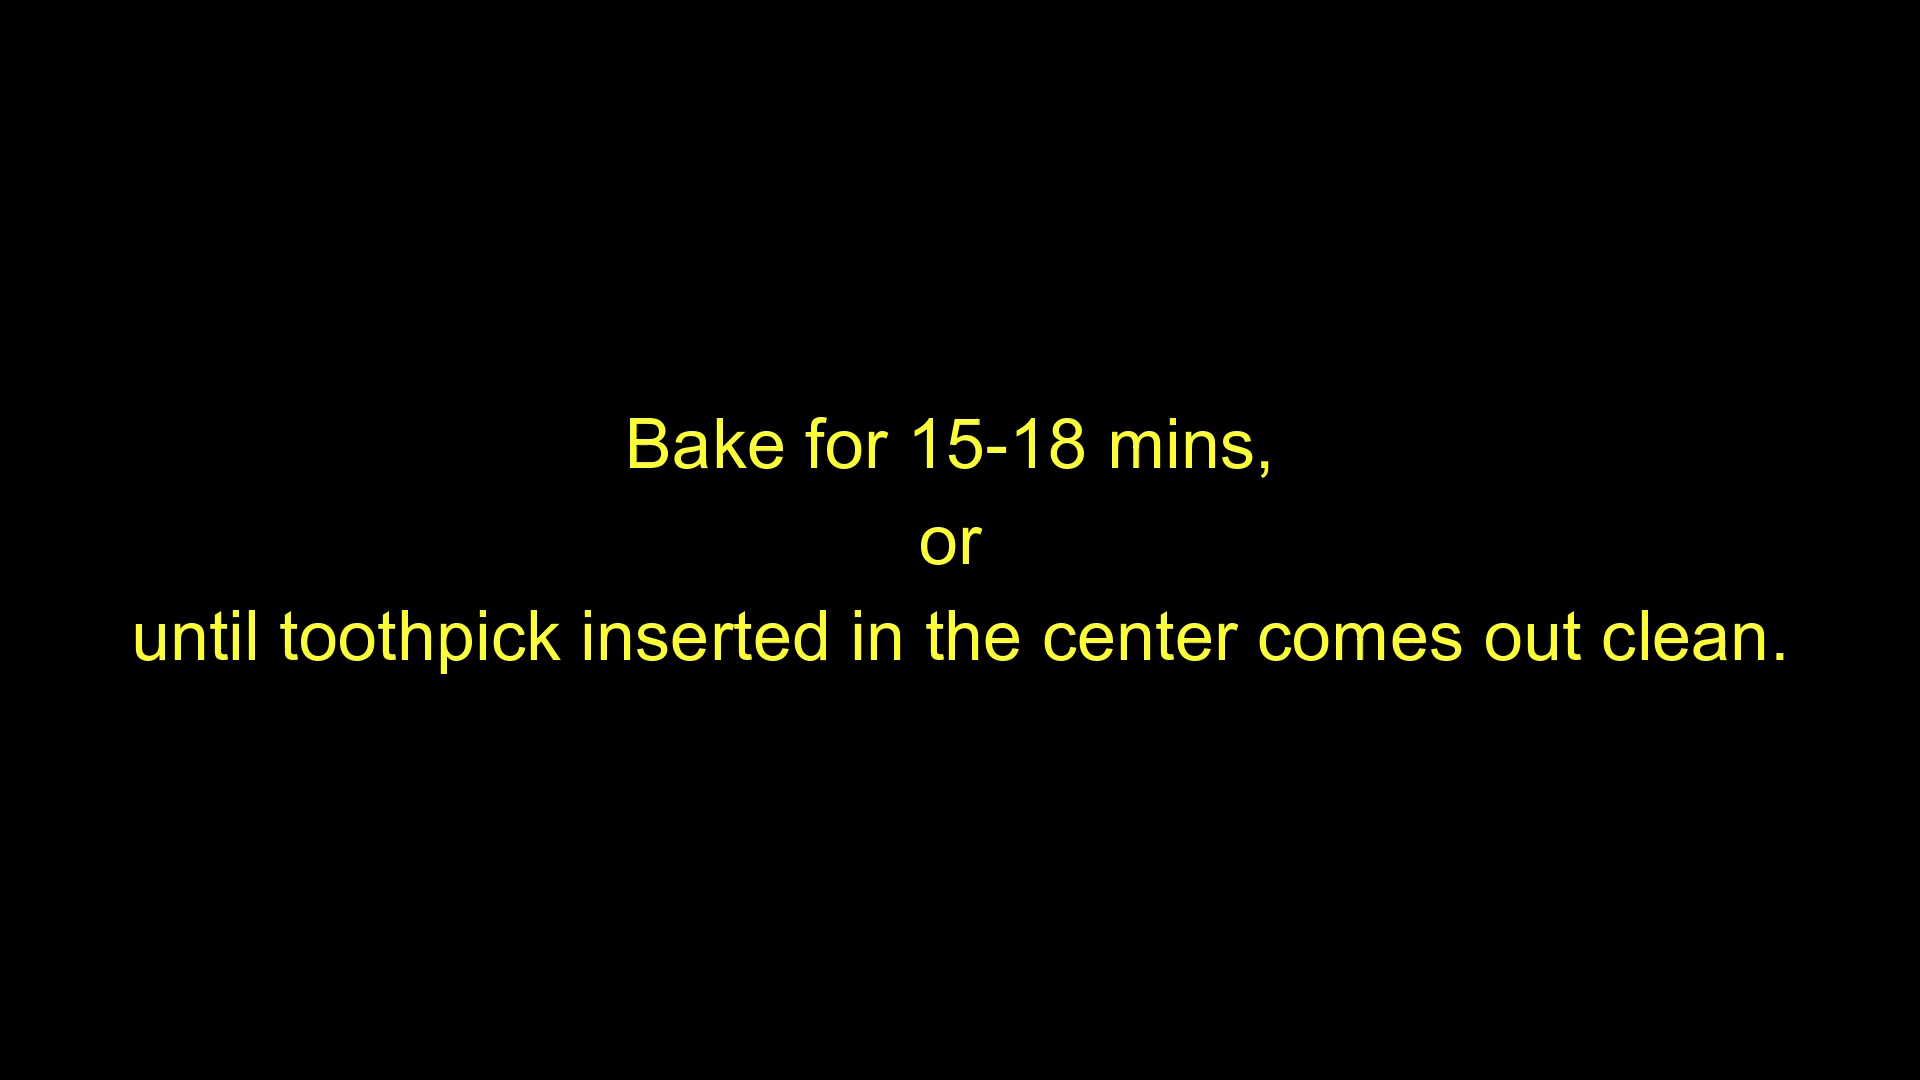 Bake for 15-18 mins,
or
until toothpick inserted in the center comes out clean.